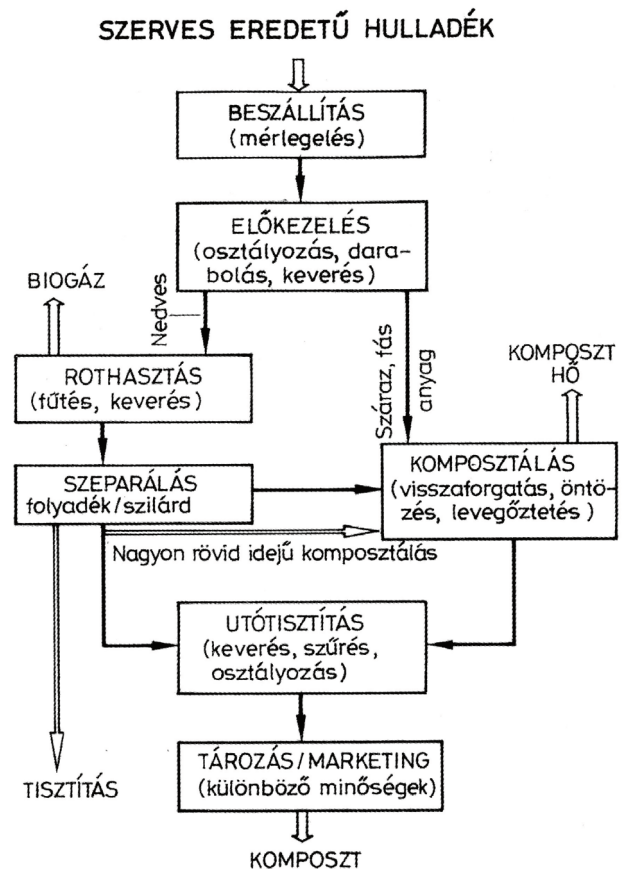 SZERVES EREDETŰ HULLADÉK
BESZÁLLÍTÁS
(mérlegelés)
ELŐKEZELÉS
(osztályozás, dara-
bolás, keverés)
BIOGÁZ
Nedves
Száraz, fás
anyag
KOMPOSZT
HŐ
ROTHASZTÁS
(fűtés, keverés)
SZEPARÁLÁS
folyadék/szilárd
KOMPOSZTÁLÁS
(visszaforgatás, öntö-
zés, levegőztetés)
Nagyon rövid idejű komposztálás
UTÓTISZTÍTÁS
(keverés, szűrés,
osztályozás)
TÁROZÁS/MARKETING
(különböző minőségek)
TISZTÍTÁS
KOMPOSZT